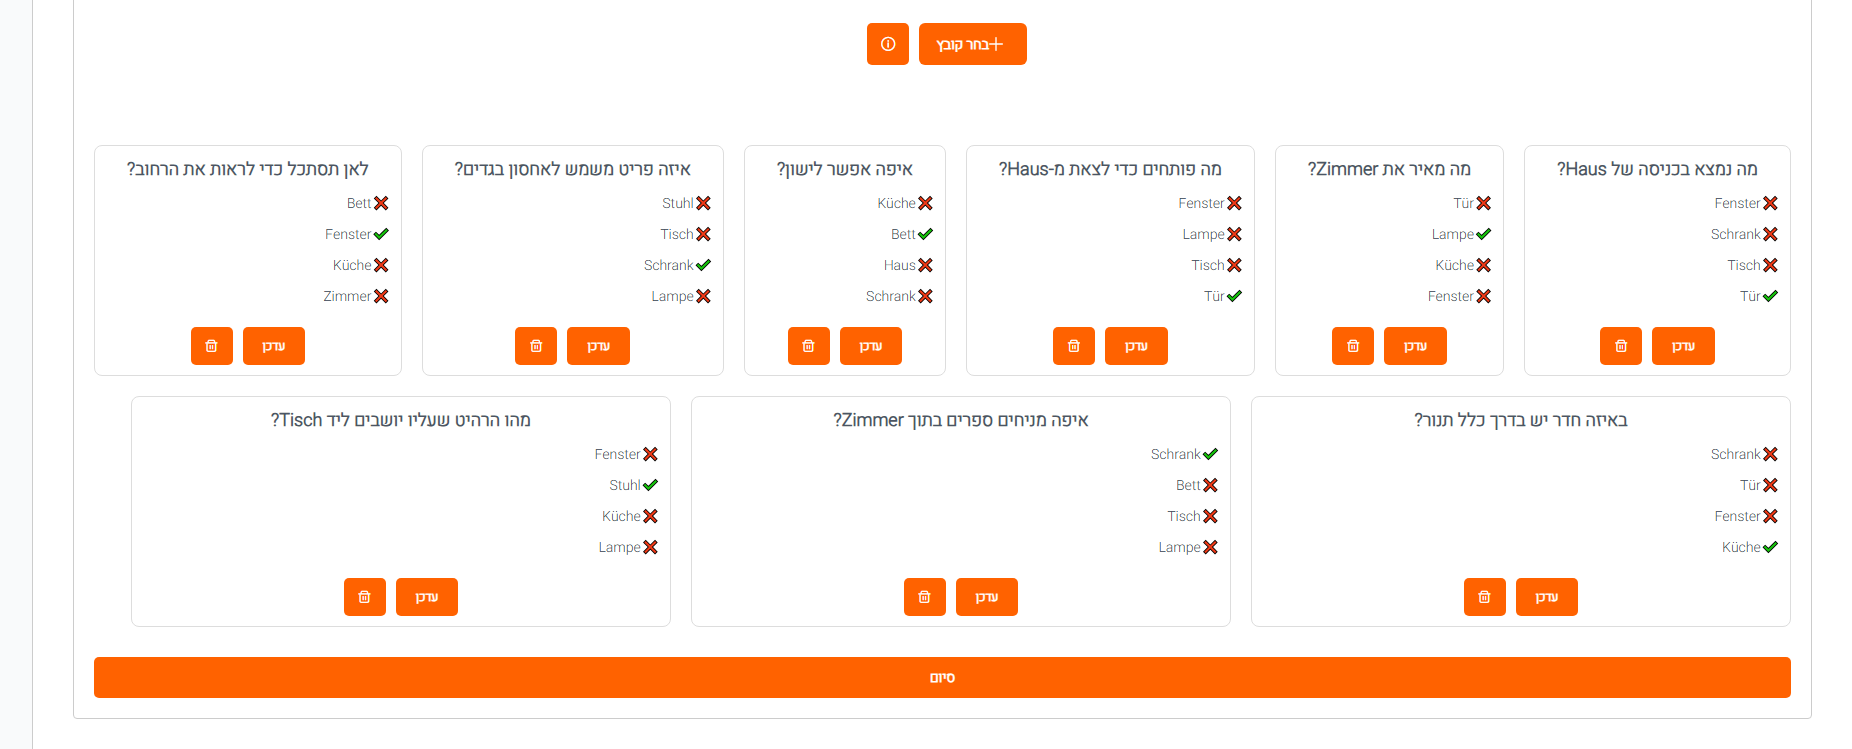 בחר קובץ
מה נמצא בכניסה של Haus?
Fenster
Schrank
Tisch
Tür
עדכן
מה מאיר את Zimmer?
Tür
Lampe
Küche
Fenster
עדכן
מה פותחים כדי לצאת מ-Haus?
Fenster
Lampe
Tisch
Tür
עדכן
איפה אפשר לישון?
Küche
Bett
Haus
Schrank
עדכן
איזה פריט משמש לאחסון בגדים?
Stuhl
Tisch
Schrank
Lampe
עדכן
לאן תסתכל כדי לראות את הרחוב?
Bett
Fenster
Küche
Zimmer
עדכן
באיזה חדר יש בדרך כלל תנור?
Schrank
Tür
Fenster
Küche
עדכן
איפה מניחים ספרים בתוך Zimmer?
Schrank
Bett
Tisch
Lampe
עדכן
מהו הרהיט שעליו יושבים ליד Tisch?
Fenster
Stuhl
Küche
Lampe
עדכן
סיום